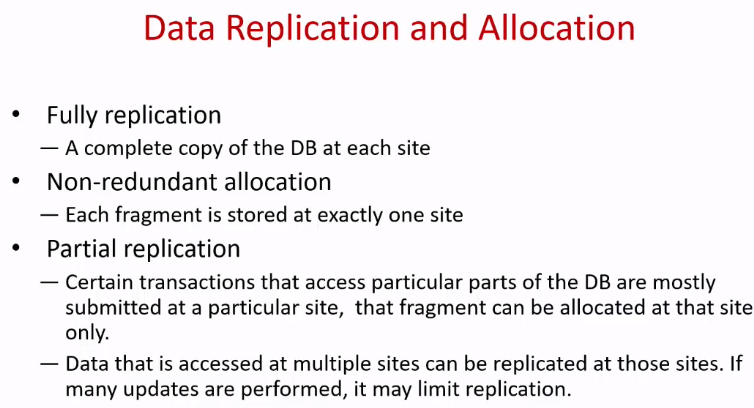 Data Replication and Allocation
• Fully replication
— A complete copy of the DB at each site
• Non-redundant allocation
— Each fragment is stored at exactly one site
• Partial replication
— Certain transactions that access particular parts of the DB are mostly
submitted at a particular site, that fragment can be allocated at that site
only.
— Data that is accessed at multiple sites can be replicated at those sites. If
many updates are performed, it may limit replication.